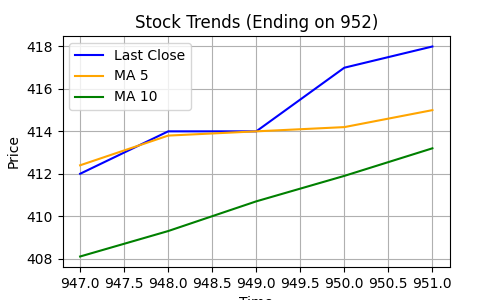 Stock Trends (Ending on 952)
Last Close
MA 5
MA 10
Price
418
416
414
412
410
408
947.0 947.5 948.0 948.5 949.0 949.5 950.0 950.5 951.0
Time